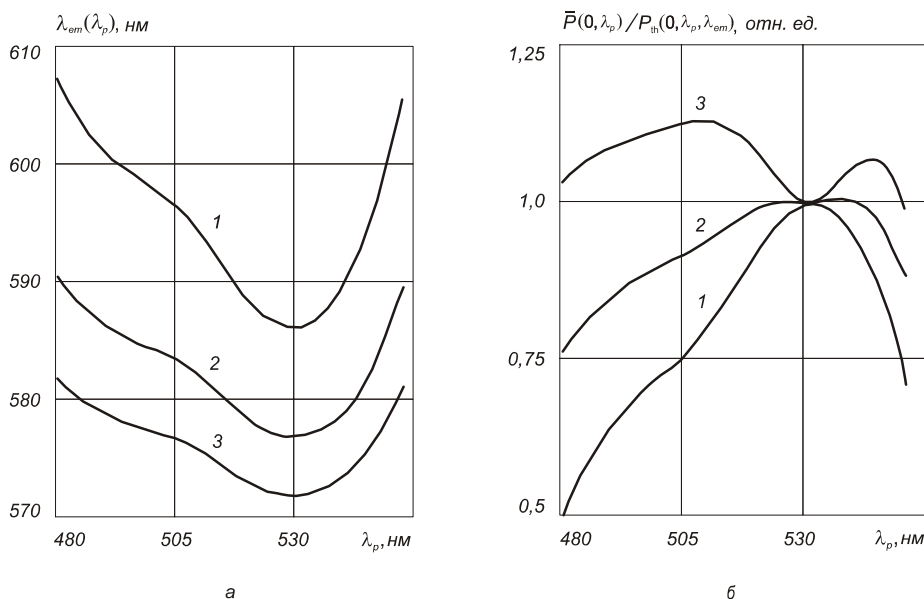 λem(λp), нм
610
600
590
580
570
1
2
3
480 505 530 λp, нм
а
P̄(0,λp)/Pth(0,λp,λem), отн. ед.
1,25
1,0
0,75
0,5
3
2
1
480 505 530 λp, нм
б